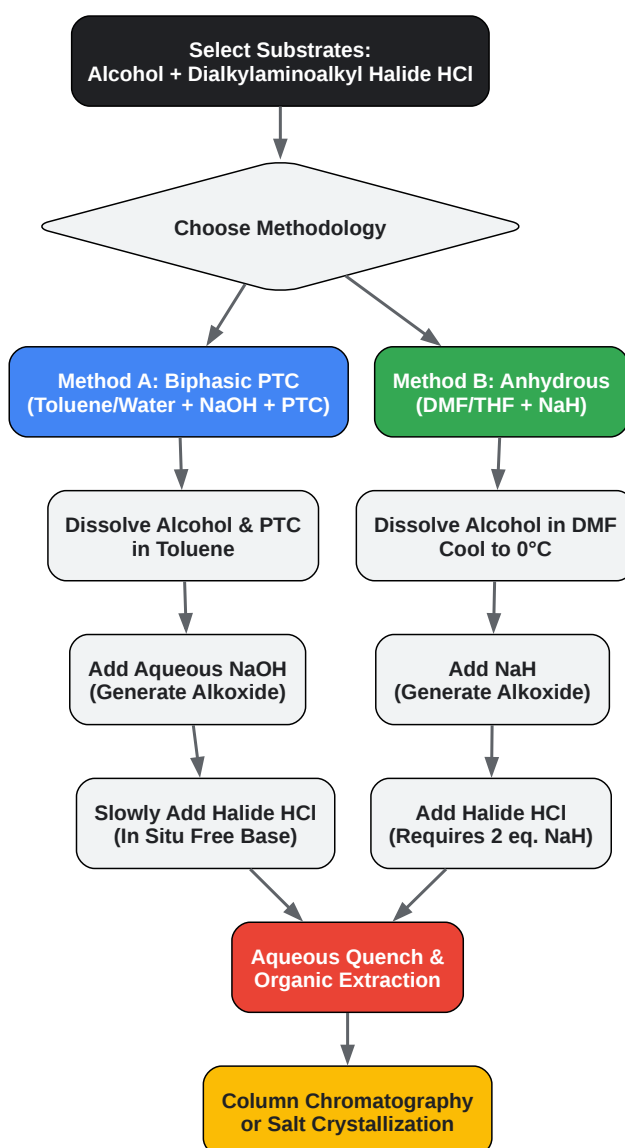 Select Substrates:
Alcohol + Dialkylaminoalkyl Halide HCl
Choose Methodology
Method A: Biphasic PTC
(Toluene/Water + NaOH + PTC)
Method B: Anhydrous
(DMF/THF + NaH)
Dissolve Alcohol & PTC
in Toluene
Dissolve Alcohol in DMF
Cool to 0°C
Add Aqueous NaOH
(Generate Alkoxide)
Add NaH
(Generate Alkoxide)
Slowly Add Halide HCl
(In Situ Free Base)
Add Halide HCl
(Requires 2 eq. NaH)
Aqueous Quench &
Organic Extraction
Column Chromatography
or Salt Crystallization